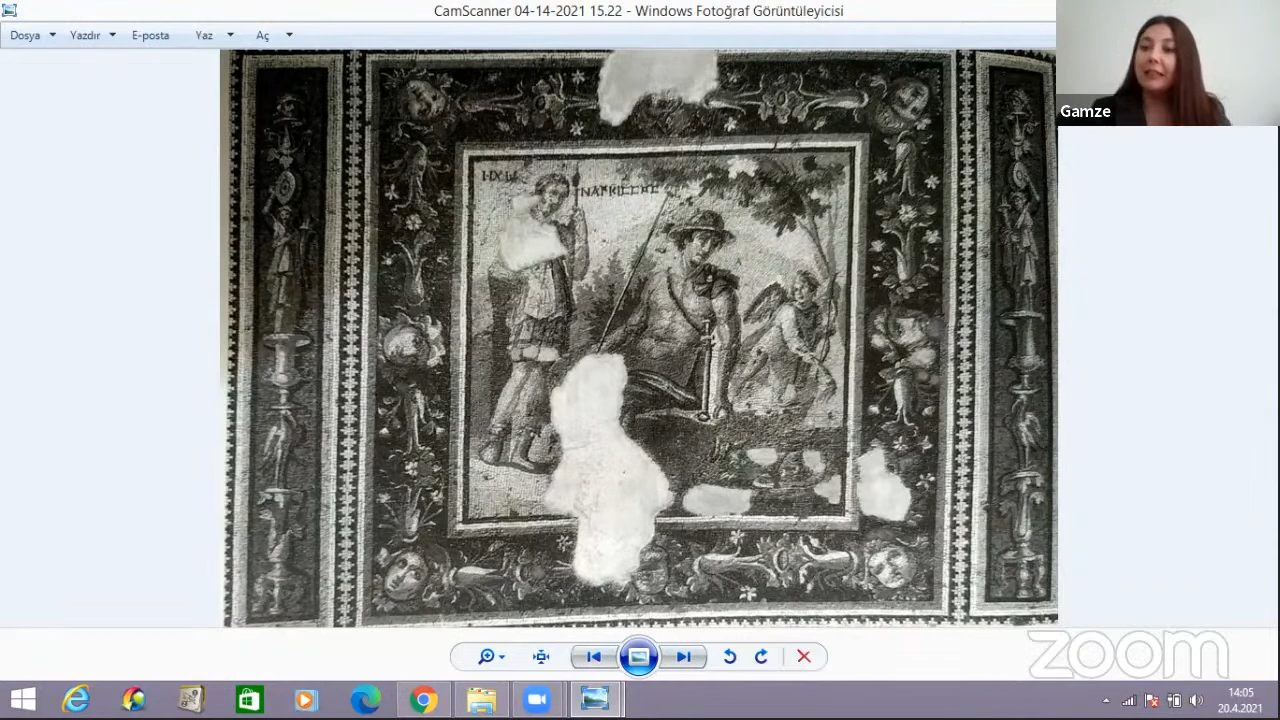 CamScanner 04-14-2021 15.22 - Windows Fotoğraf Görüntüleyicisi
Dosya Yazdır E-posta Yaz Aç
Gamze
zoom
14:05
20.4.2021